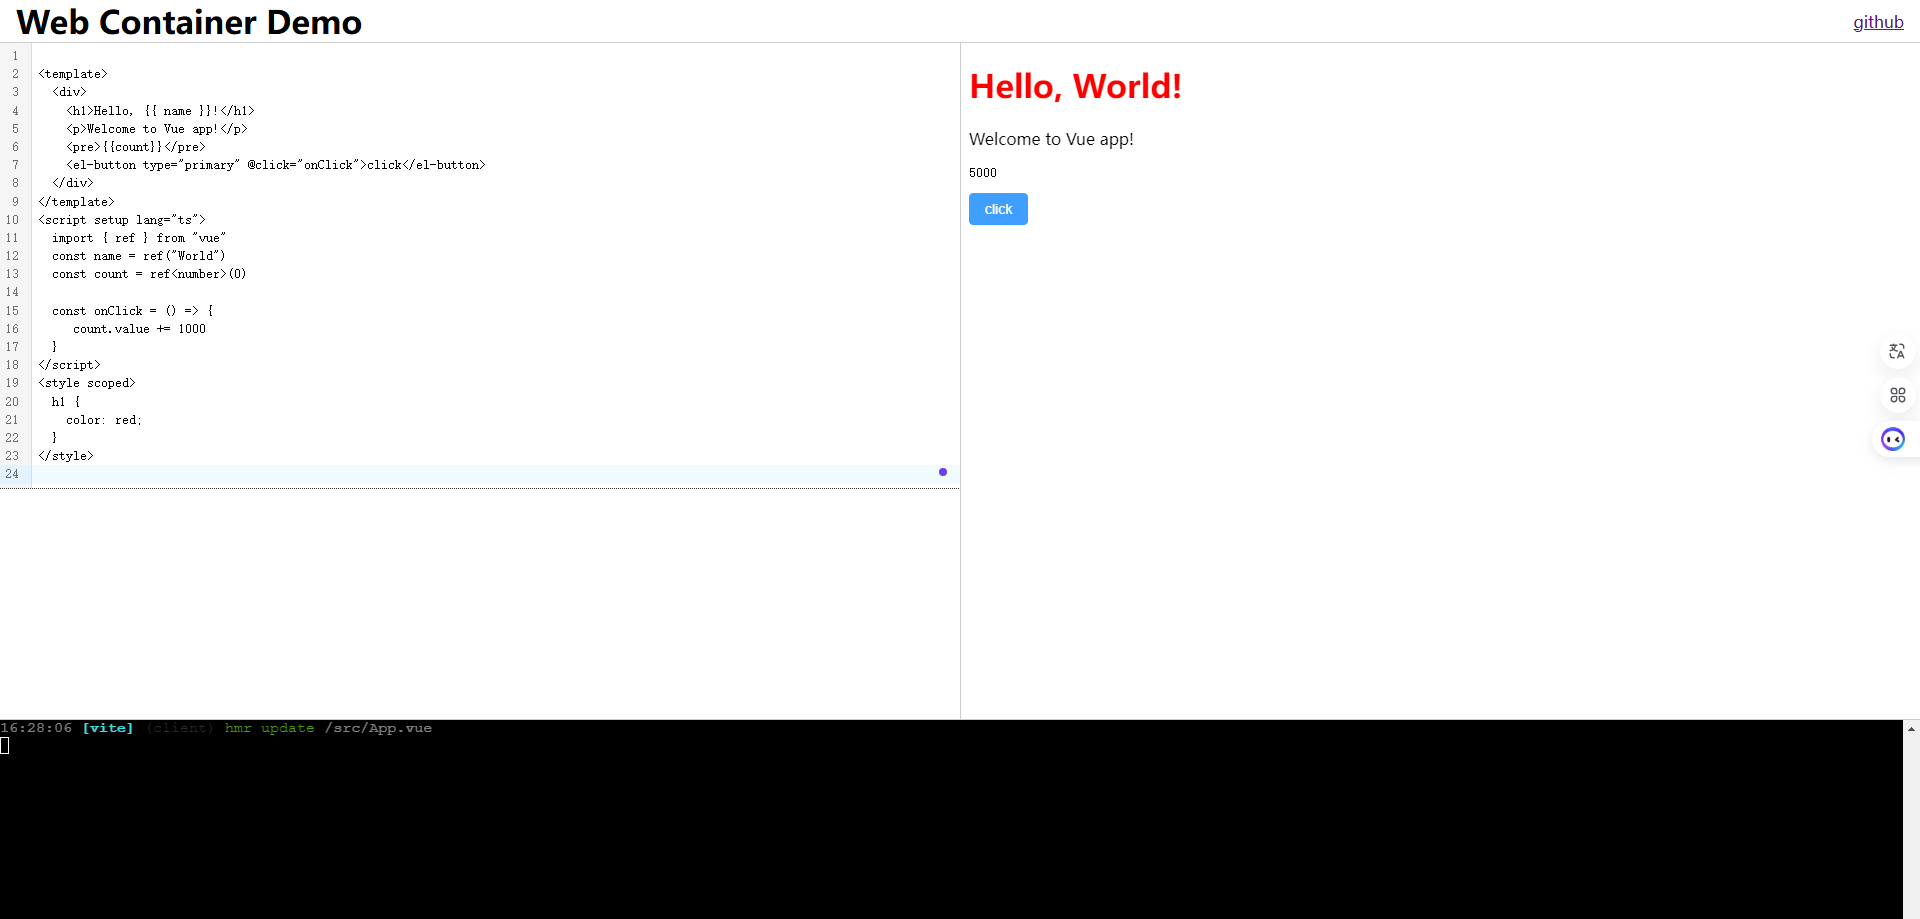 Web Container Demo
github
1
2 <template>
3 <div>
4 <h1>Hello, {{ name }}!</h1>
5 <p>Welcome to Vue app!</p>
6 <pre>{{count}}</pre>
7 <el-button type="primary" @click="onClick">click</el-button>
8 </div>
9 </template>
10 <script setup lang="ts">
11 import { ref } from "vue"
12 const name = ref("World")
13 const count = ref<number>(0)
14
15 const onClick = () => {
16 count.value += 1000
17 }
18 </script>
19 <style scoped>
20 h1 {
21 color: red;
22 }
23 </style>
24
Hello, World!
Welcome to Vue app!
5000
click
16:28:06 [vite] (client) hmr update /src/App.vue